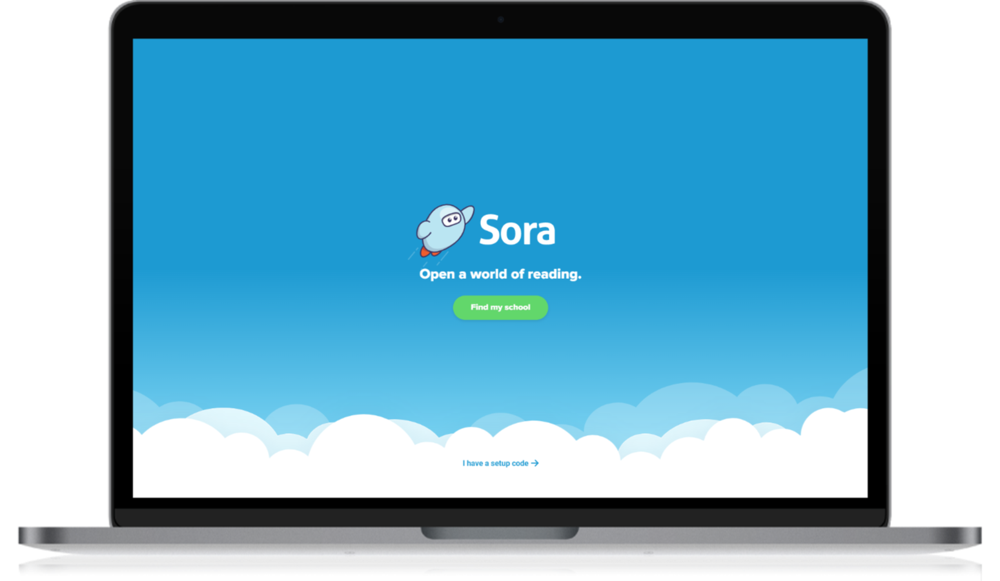 Sora
Open a world of reading.
Find my school
I have a setup code →